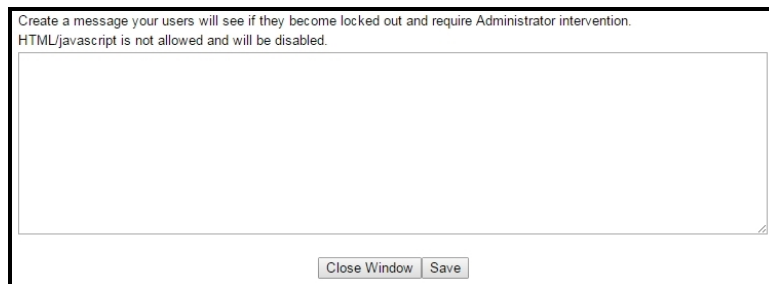 Create a message your users will see if they become locked out and require Administrator intervention.
HTML/javascript is not allowed and will be disabled.
Close Window Save